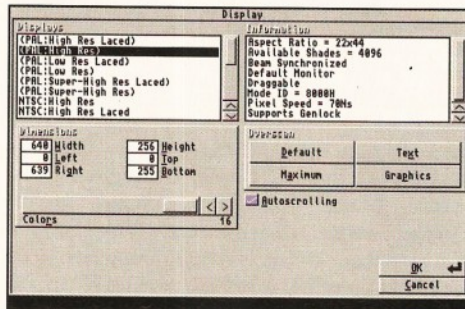 Display
Displays
(PAL:High Res Laced)
(PAL:High Res)
(PAL:Low Res Laced)
(PAL:Low Res)
(PAL:Super-High Res Laced)
(PAL:Super-High Res)
NTSC:High Res
NTSC:High Res Laced
Information
Aspect Ratio = 22x44
Available Shades = 4096
Beam Synchronized
Default Monitor
Draggable
Mode ID = 8000H
Pixel Speed = 70Ns
Supports Genlock
Dimensions
640 Width 256 Height
0 Left 0 Top
639 Right 255 Bottom
Colors 16
Overscan
Default Text
Maximum Graphics
Autoscrolling
OK
Cancel